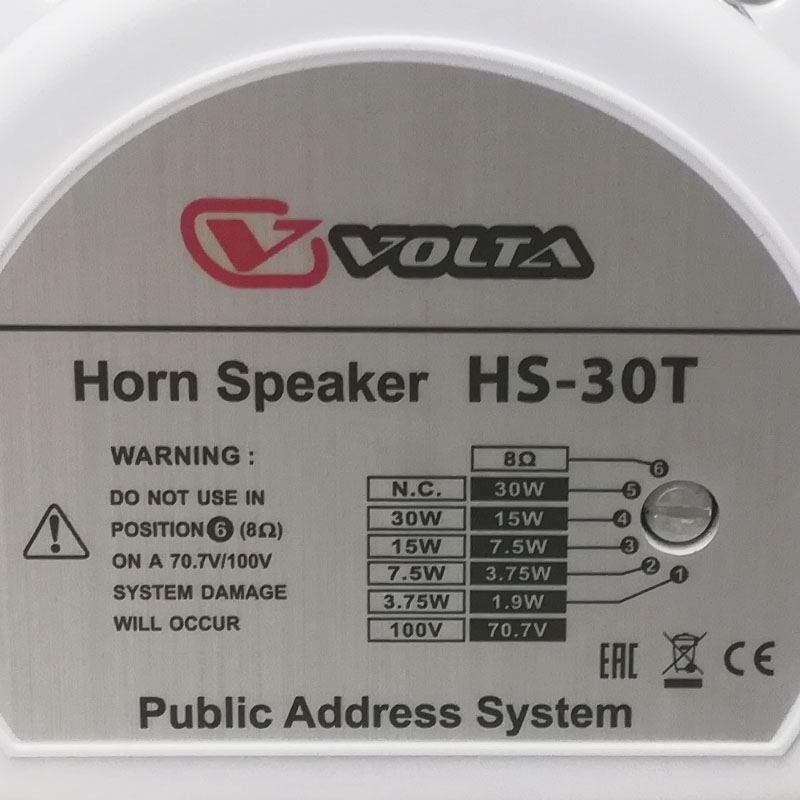 V VOLTA
Horn Speaker HS-30T
WARNING :
DO NOT USE IN
POSITION 6 (8Ω)
ON A 70.7V/100V
SYSTEM DAMAGE
WILL OCCUR
8Ω 6
N.C. 30W 5
30W 15W 4
15W 7.5W 3
7.5W 3.75W 2
3.75W 1.9W 1
100V 70.7V
EAC CE
Public Address System